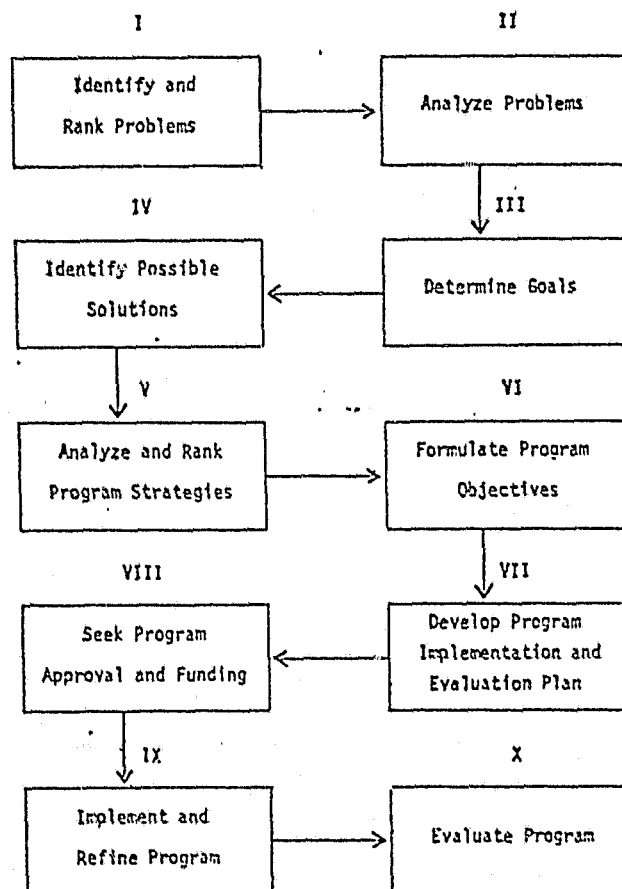 I
Identify and
Rank Problems
II
Analyze Problems
III
Determine Goals
IV
Identify Possible
Solutions
V
Analyze and Rank
Program Strategies
VI
Formulate Program
Objectives
VII
Develop Program
Implementation and
Evaluation Plan
VIII
Seek Program
Approval and Funding
IX
Implement and
Refine Program
X
Evaluate Program